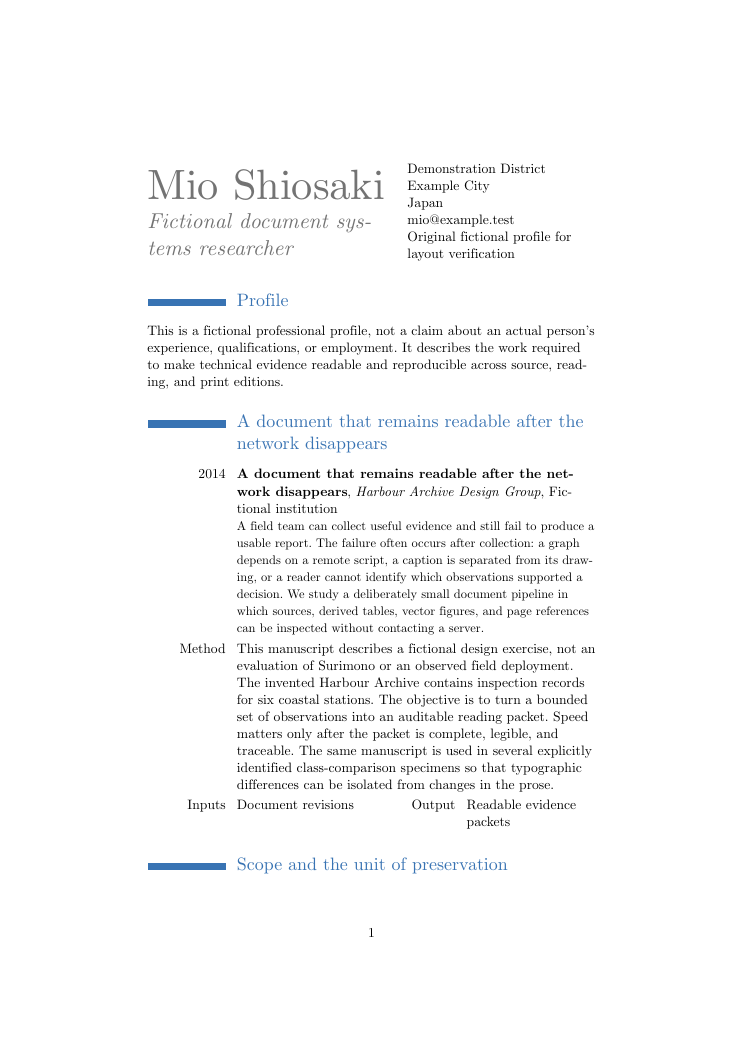 Mio Shiosaki
Fictional document sys-
tems researcher
Demonstration District
Example City
Japan
mio@example.test
Original fictional profile for
layout verification
Profile
This is a fictional professional profile, not a claim about an actual person's
experience, qualifications, or employment. It describes the work required
to make technical evidence readable and reproducible across source, read-
ing, and print editions.
A document that remains readable after the
network disappears
2014 A document that remains readable after the net-
work disappears, Harbour Archive Design Group, Fic-
tional institution
A field team can collect useful evidence and still fail to produce a
usable report. The failure often occurs after collection: a graph
depends on a remote script, a caption is separated from its draw-
ing, or a reader cannot identify which observations supported a
decision. We study a deliberately small document pipeline in
which sources, derived tables, vector figures, and page references
can be inspected without contacting a server.
Method This manuscript describes a fictional design exercise, not an
evaluation of Surimono or an observed field deployment.
The invented Harbour Archive contains inspection records
for six coastal stations. The objective is to turn a bounded
set of observations into an auditable reading packet. Speed
matters only after the packet is complete, legible, and
traceable. The same manuscript is used in several explicitly
identified class-comparison specimens so that typographic
differences can be isolated from changes in the prose.
Inputs Document revisions
Output Readable evidence
packets
Scope and the unit of preservation
1